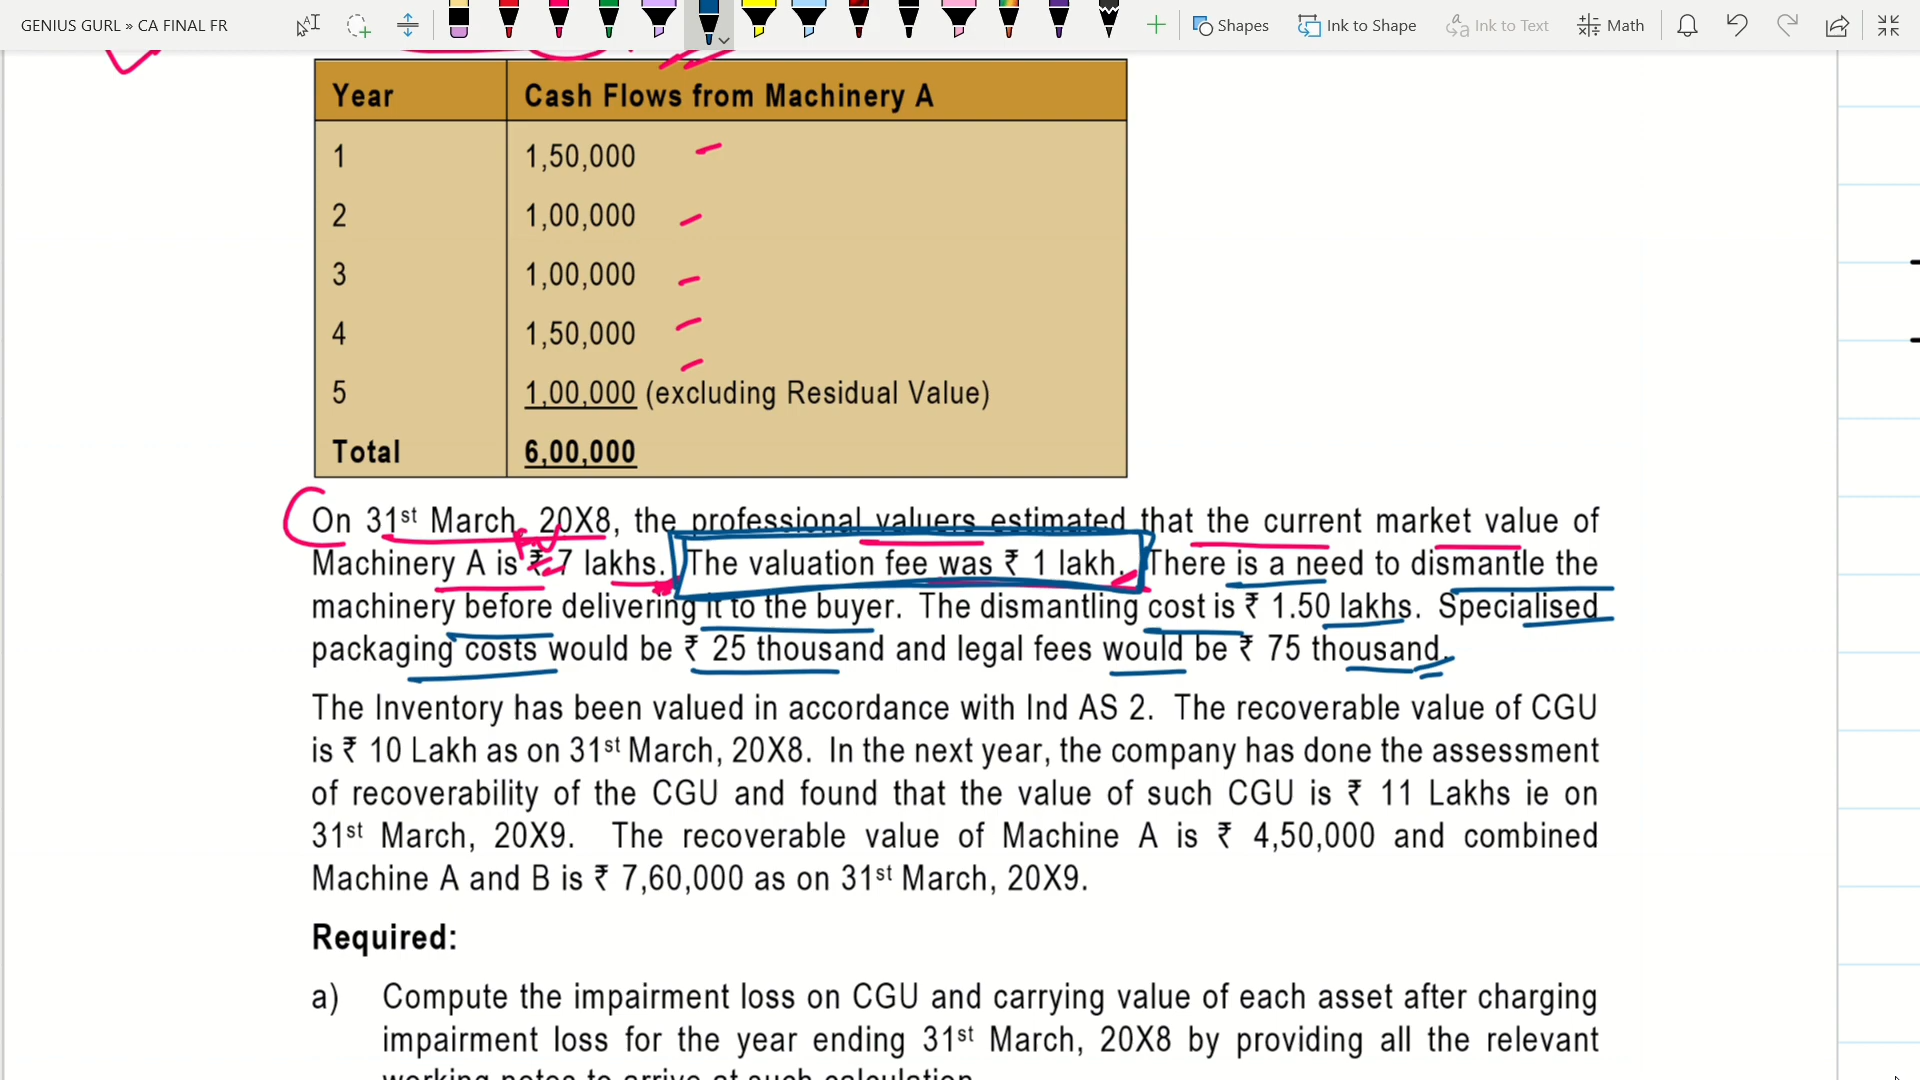 GENIUS GURL » CA FINAL FR
Shapes
Ink to Shape
Ink to Text
Math
Year Cash Flows from Machinery A
1 1,50,000
2 1,00,000
3 1,00,000
4 1,50,000
5 1,00,000 (excluding Residual Value)
Total 6,00,000
On 31st March, 20X8, the professional valuers estimated that the current market value of
Machinery A is ₹ 7 lakhs. The valuation fee was ₹ 1 lakh. There is a need to dismantle the
machinery before delivering it to the buyer. The dismantling cost is ₹ 1.50 lakhs. Specialised
packaging costs would be ₹ 25 thousand and legal fees would be ₹ 75 thousand.
The Inventory has been valued in accordance with Ind AS 2. The recoverable value of CGU
is ₹ 10 Lakh as on 31st March, 20X8. In the next year, the company has done the assessment
of recoverability of the CGU and found that the value of such CGU is ₹ 11 Lakhs ie on
31st March, 20X9. The recoverable value of Machine A is ₹ 4,50,000 and combined
Machine A and B is ₹ 7,60,000 as on 31st March, 20X9.
Required:
a) Compute the impairment loss on CGU and carrying value of each asset after charging
impairment loss for the year ending 31st March, 20X8 by providing all the relevant
working notes to arrive at such calculation.